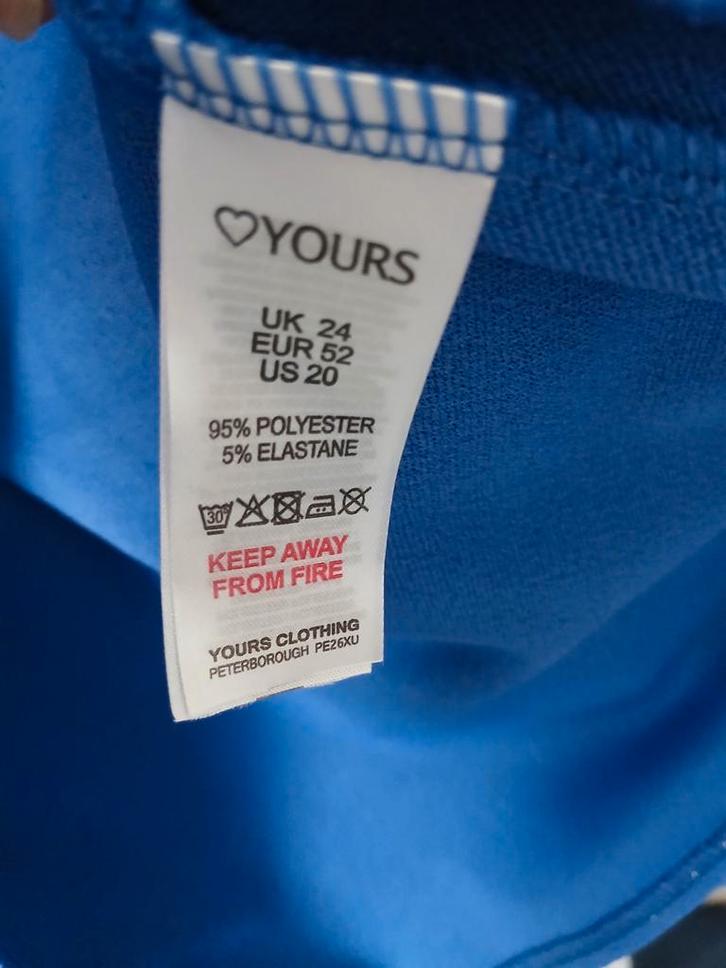 ♡YOURS
UK 24
EUR 52
US 20
95% POLYESTER
5% ELASTANE
30°
KEEP AWAY
FROM FIRE
YOURS CLOTHING
PETERBOROUGH PE26XU